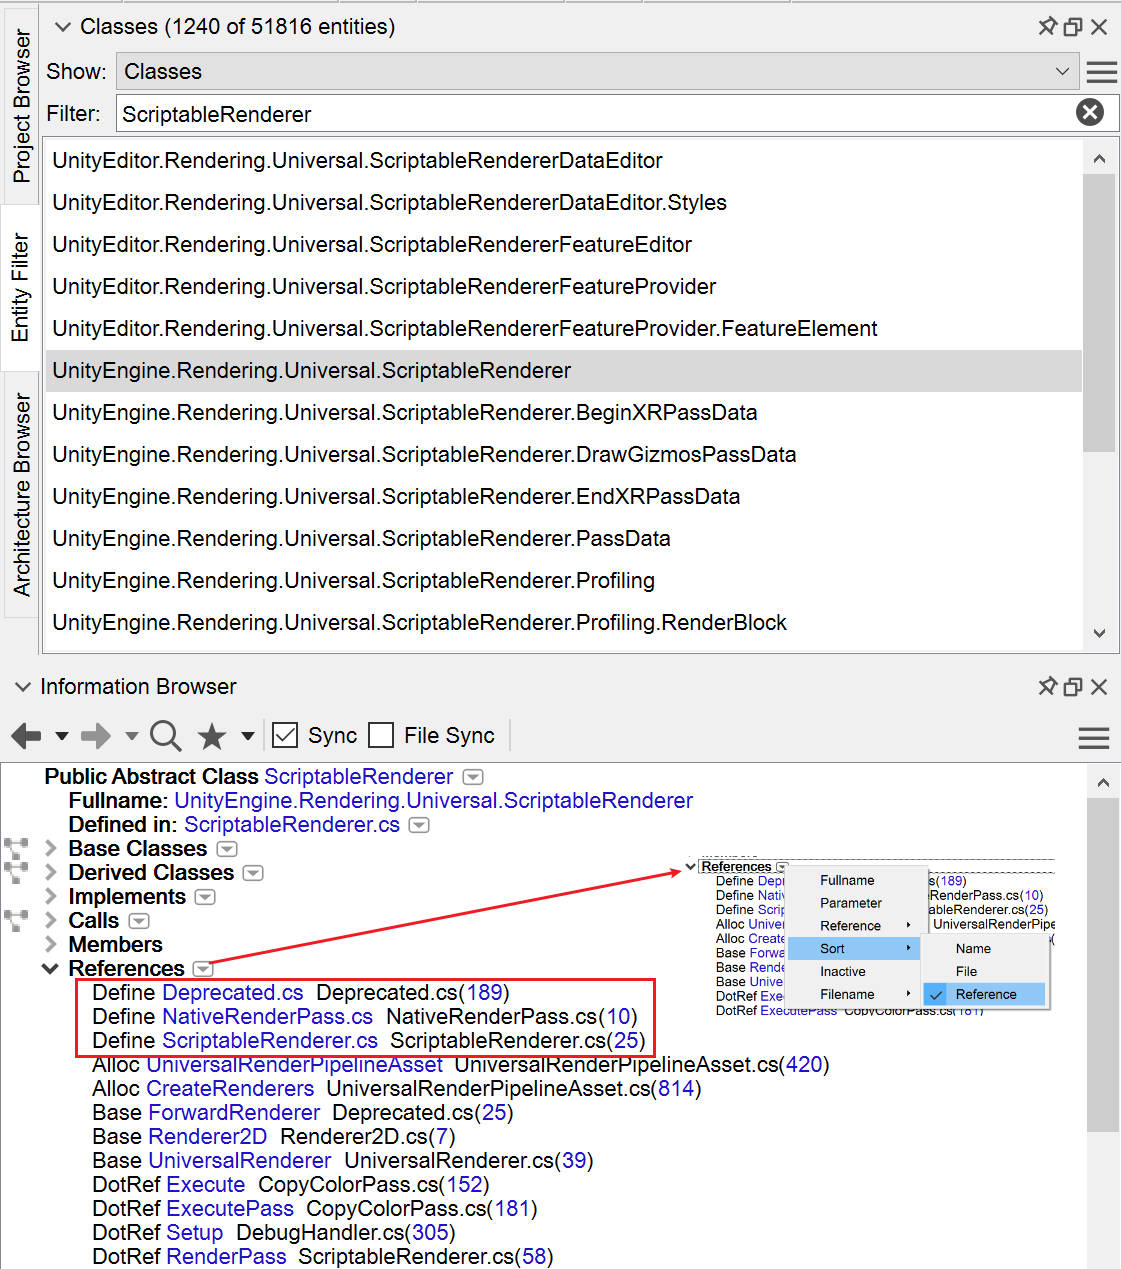 Project Browser
Entity Filter
Architecture Browser
Classes (1240 of 51816 entities)
Show: Classes
Filter: ScriptableRenderer
UnityEditor.Rendering.Universal.ScriptableRendererDataEditor
UnityEditor.Rendering.Universal.ScriptableRendererDataEditor.Styles
UnityEditor.Rendering.Universal.ScriptableRendererFeatureEditor
UnityEditor.Rendering.Universal.ScriptableRendererFeatureProvider
UnityEditor.Rendering.Universal.ScriptableRendererFeatureProvider.FeatureElement
UnityEngine.Rendering.Universal.ScriptableRenderer
UnityEngine.Rendering.Universal.ScriptableRenderer.BeginXRPassData
UnityEngine.Rendering.Universal.ScriptableRenderer.DrawGizmosPassData
UnityEngine.Rendering.Universal.ScriptableRenderer.EndXRPassData
UnityEngine.Rendering.Universal.ScriptableRenderer.PassData
UnityEngine.Rendering.Universal.ScriptableRenderer.Profiling
UnityEngine.Rendering.Universal.ScriptableRenderer.Profiling.RenderBlock
Information Browser
Sync File Sync
Public Abstract Class ScriptableRenderer
Fullname: UnityEngine.Rendering.Universal.ScriptableRenderer
Defined in: ScriptableRenderer.cs
Base Classes
Derived Classes
Implements
Calls
Members
References
Define Deprecated.cs Deprecated.cs(189)
Define NativeRenderPass.cs NativeRenderPass.cs(10)
Define ScriptableRenderer.cs ScriptableRenderer.cs(25)
Alloc UniversalRenderPipelineAsset UniversalRenderPipelineAsset.cs(420)
Alloc CreateRenderers UniversalRenderPipelineAsset.cs(814)
Base ForwardRenderer Deprecated.cs(25)
Base Renderer2D Renderer2D.cs(7)
Base UniversalRenderer UniversalRenderer.cs(39)
DotRef Execute CopyColorPass.cs(152)
DotRef ExecutePass CopyColorPass.cs(181)
DotRef Setup DebugHandler.cs(305)
DotRef RenderPass ScriptableRenderer.cs(58)
References
Define Depr s(189)
Define Nati eRenderPass.cs(10)
Define Scri ableRenderer.cs(25)
Alloc Univer UniversalRenderPipe
Alloc Create
Base Forwa
Base Rende
Base Unive
DotRef Exe
DotRef ExecutePass CopyColorPass.cs(181)
Fullname
Parameter
Reference
Sort
Inactive
Filename
Name
File
Reference